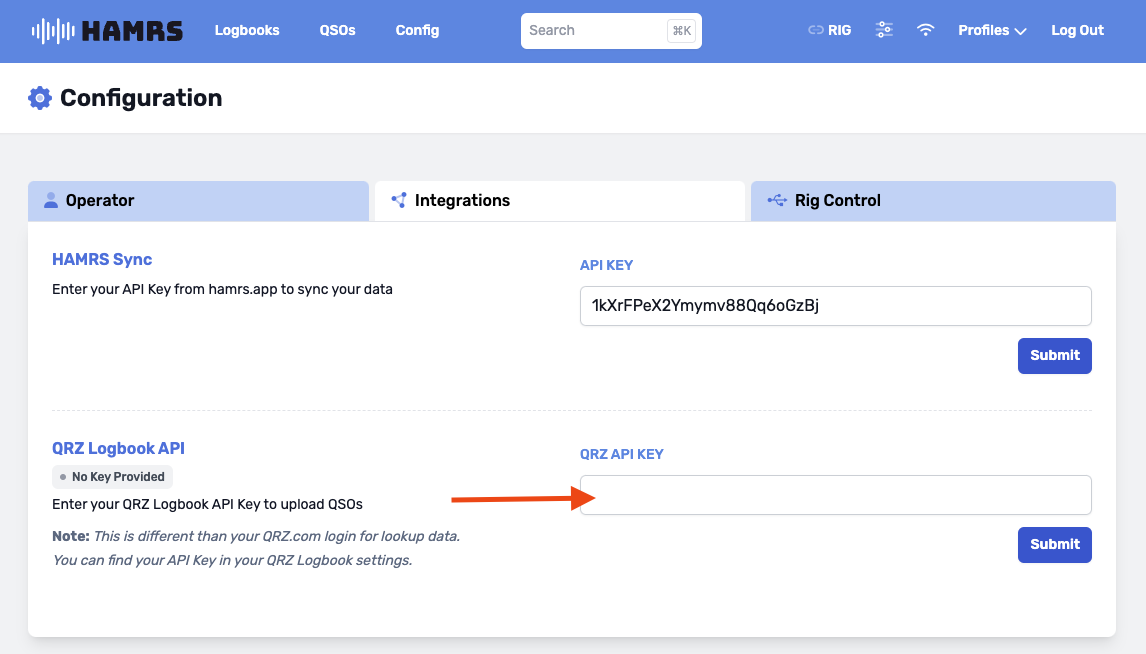 HAMRS Logbooks QSOs Config Search ⌘K RIG Profiles Log Out
Configuration
Operator Integrations Rig Control
HAMRS Sync
API KEY
Enter your API Key from hamrs.app to sync your data
1kXrFPeX2Ymymv88Qq6oGzBj
Submit
QRZ Logbook API
QRZ API KEY
No Key Provided
Enter your QRZ Logbook API Key to upload QSOs
Note: This is different than your QRZ.com login for lookup data.
You can find your API Key in your QRZ Logbook settings.
Submit